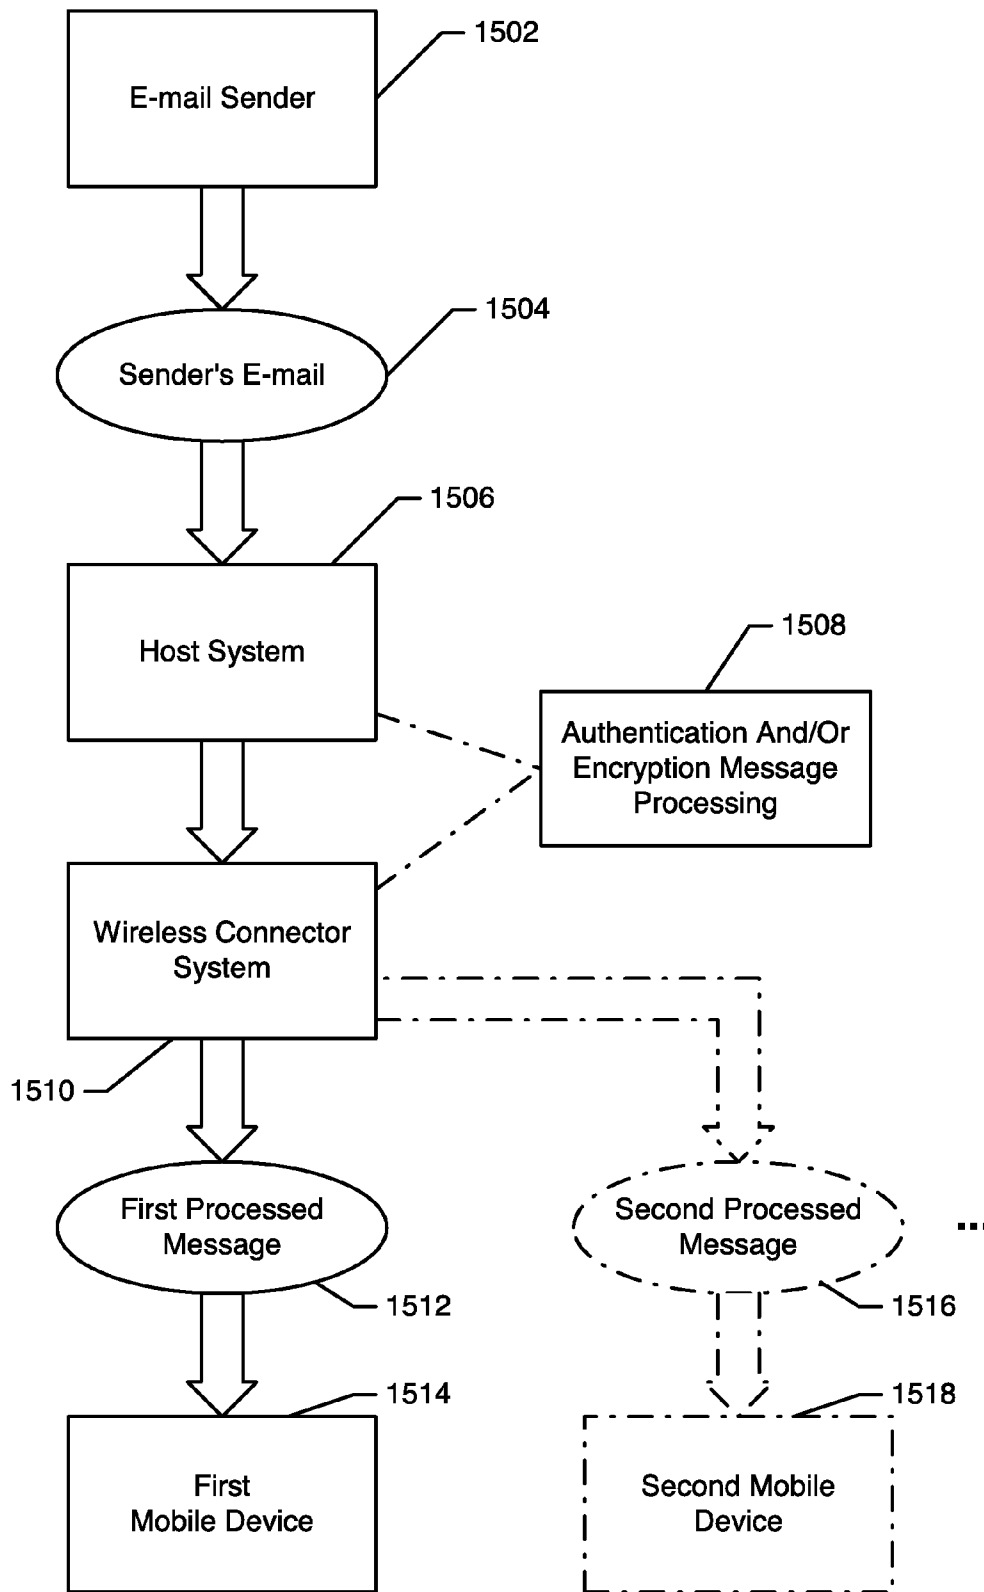 1502
E-mail Sender
1504
Sender's E-mail
1506
Host System
1508
Authentication And/Or
Encryption Message
Processing
Wireless Connector
System
1510
First Processed
Message
Second Processed
Message
...
1512
1516
1514
1518
First
Mobile Device
Second Mobile
Device